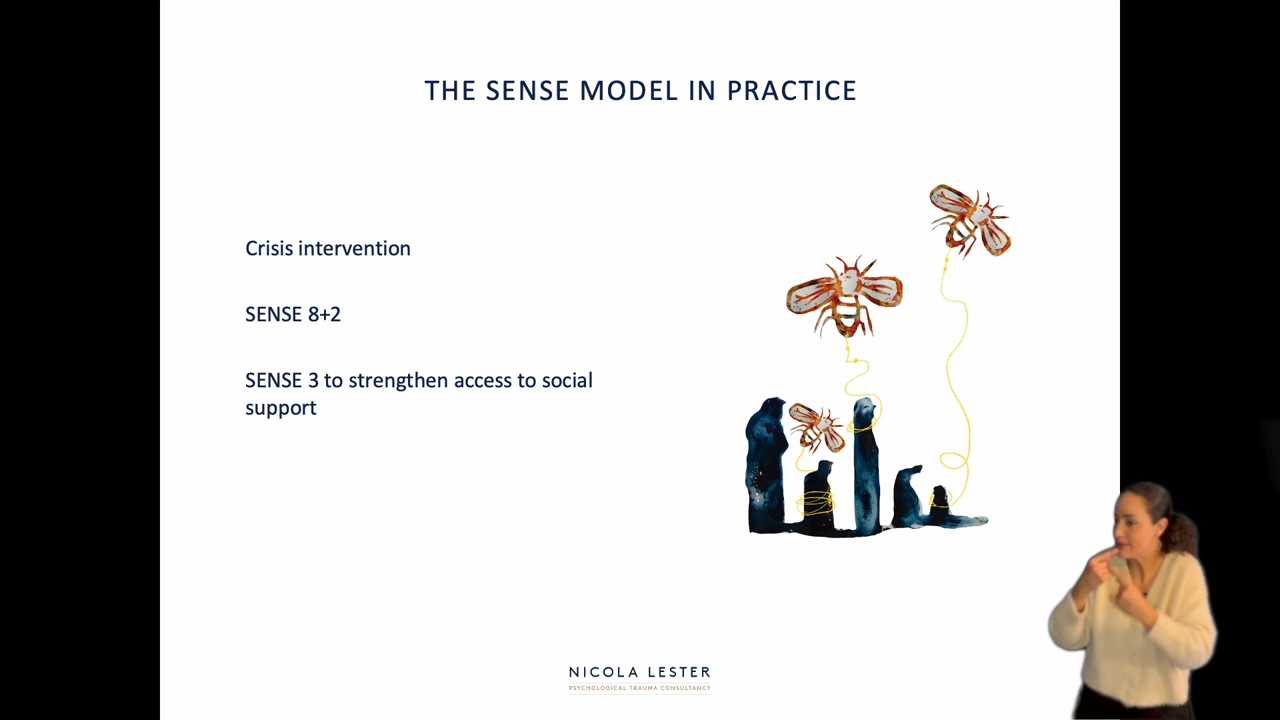 THE SENSE MODEL IN PRACTICE
Crisis intervention
SENSE 8+2
SENSE 3 to strengthen access to social
support
NICOLA LESTER
PSYCHOLOGICAL TRAUMA CONSULTANCY